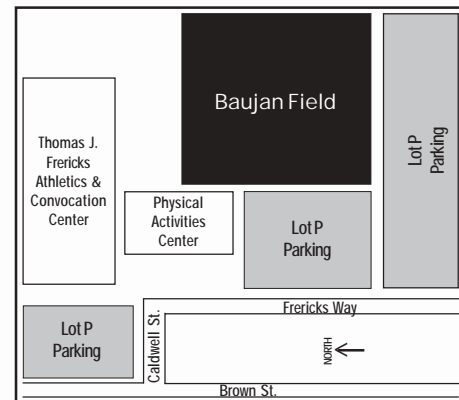 Baujan Field
Lot P
Parking
Thomas J.
Frericks
Athletics &
Convocation
Center
Physical
Activities
Center
Lot P
Parking
Frericks Way
Lot P
Parking
Caldwell St.
NORTH
Brown St.